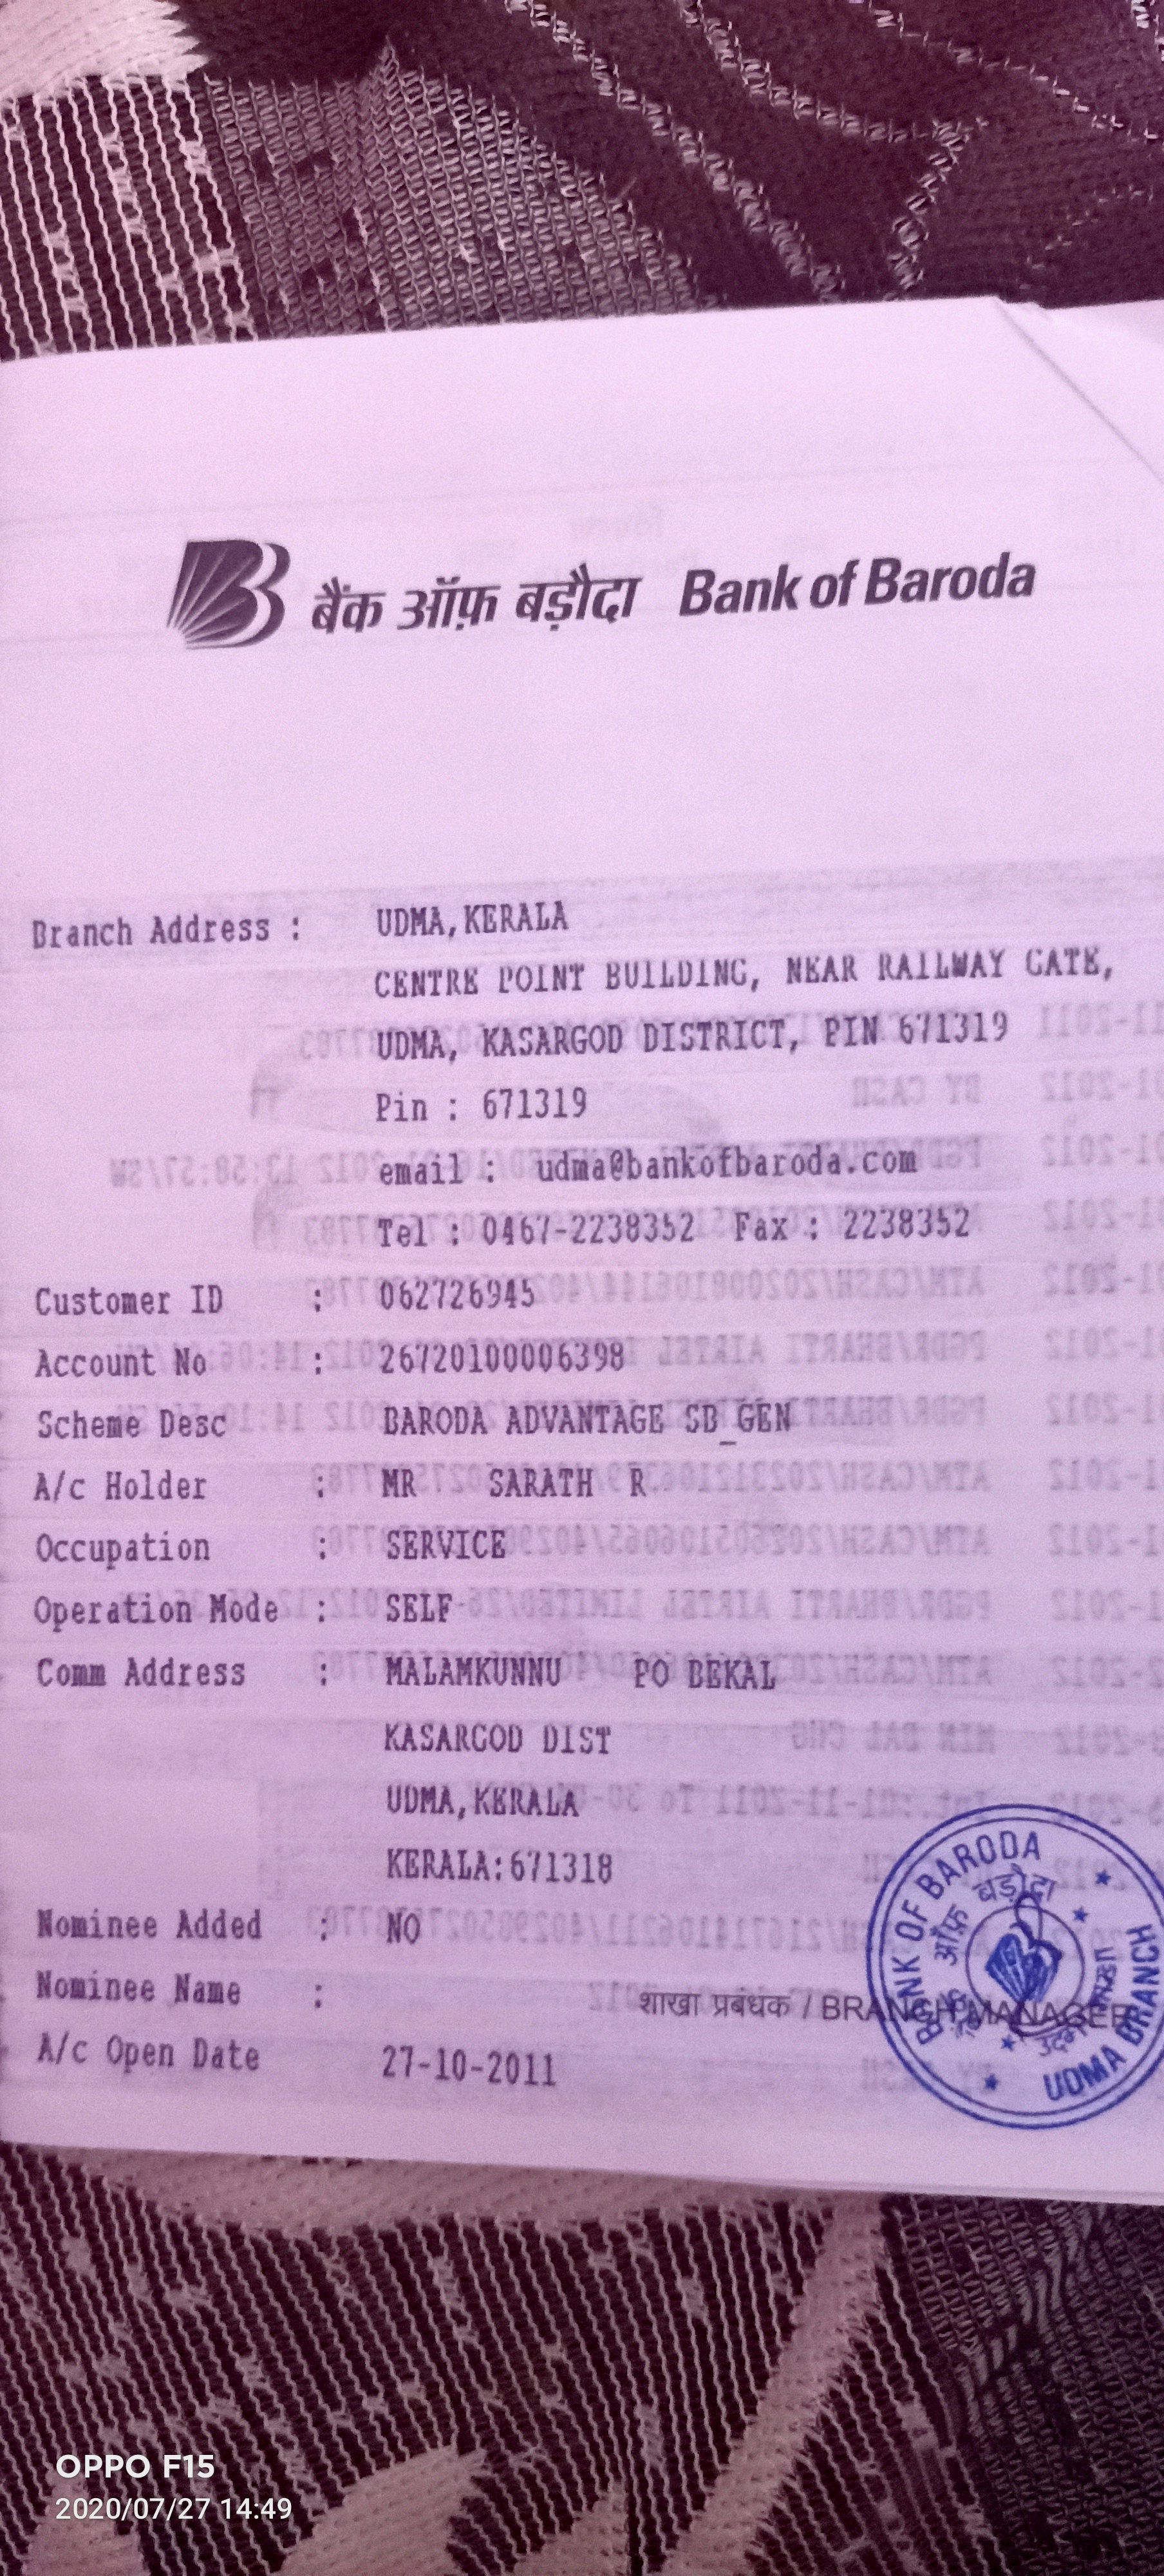 बैंक ऑफ़ बड़ौदा Bank of Baroda
Branch Address : UDMA,KERALA
CENTRE POINT BUILDING, NEAR RAILWAY GATE,
UDMA, KASARGOD DISTRICT, PIN 671319
Pin : 671319
email : udma@bankofbaroda.com
Tel : 0467-2238352 Fax : 2238352
Customer ID : 062726945
Account No : 26720100006398
Scheme Desc BARODA ADVANTAGE SB_GEN
A/c Holder : MR SARATH R
Occupation : SERVICE
Operation Mode : SELF
Comm Address : MALAMKUNNU PO BEKAL
KASARGOD DIST
UDMA,KERALA
KERALA:671318
Nominee Added : NO
Nominee Name :
शाखा प्रबंधक / BRANCH MANAGER
A/c Open Date 27-10-2011
BANK OF BARODA
ऑफ़ बड़ौदा
UDMA BRANCH
OPPO F15
2020/07/27 14:49